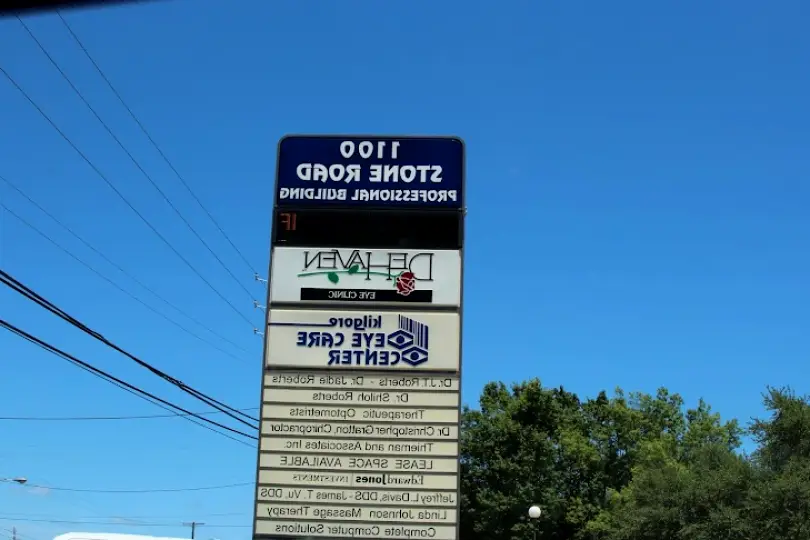 1100
STONE ROAD
PROFESSIONAL BUILDING
IF
DEHAVEN
EYE CLINIC
kilgore
EYE CARE
CENTER
Dr. J.T. Roberts - Dr. Jadie Roberts
Dr. Shiloh Roberts
Therapeutic Optometrists
Dr Christopher Gratton, Chiropractor
Thieman and Associates Inc.
LEASE SPACE AVAILABLE
EdwardJones INVESTMENTS
Jeffrey L. Davis, DDS - James T. Vu, DDS
Linda Johnson Massage Therapy
Complete Computer Solutions